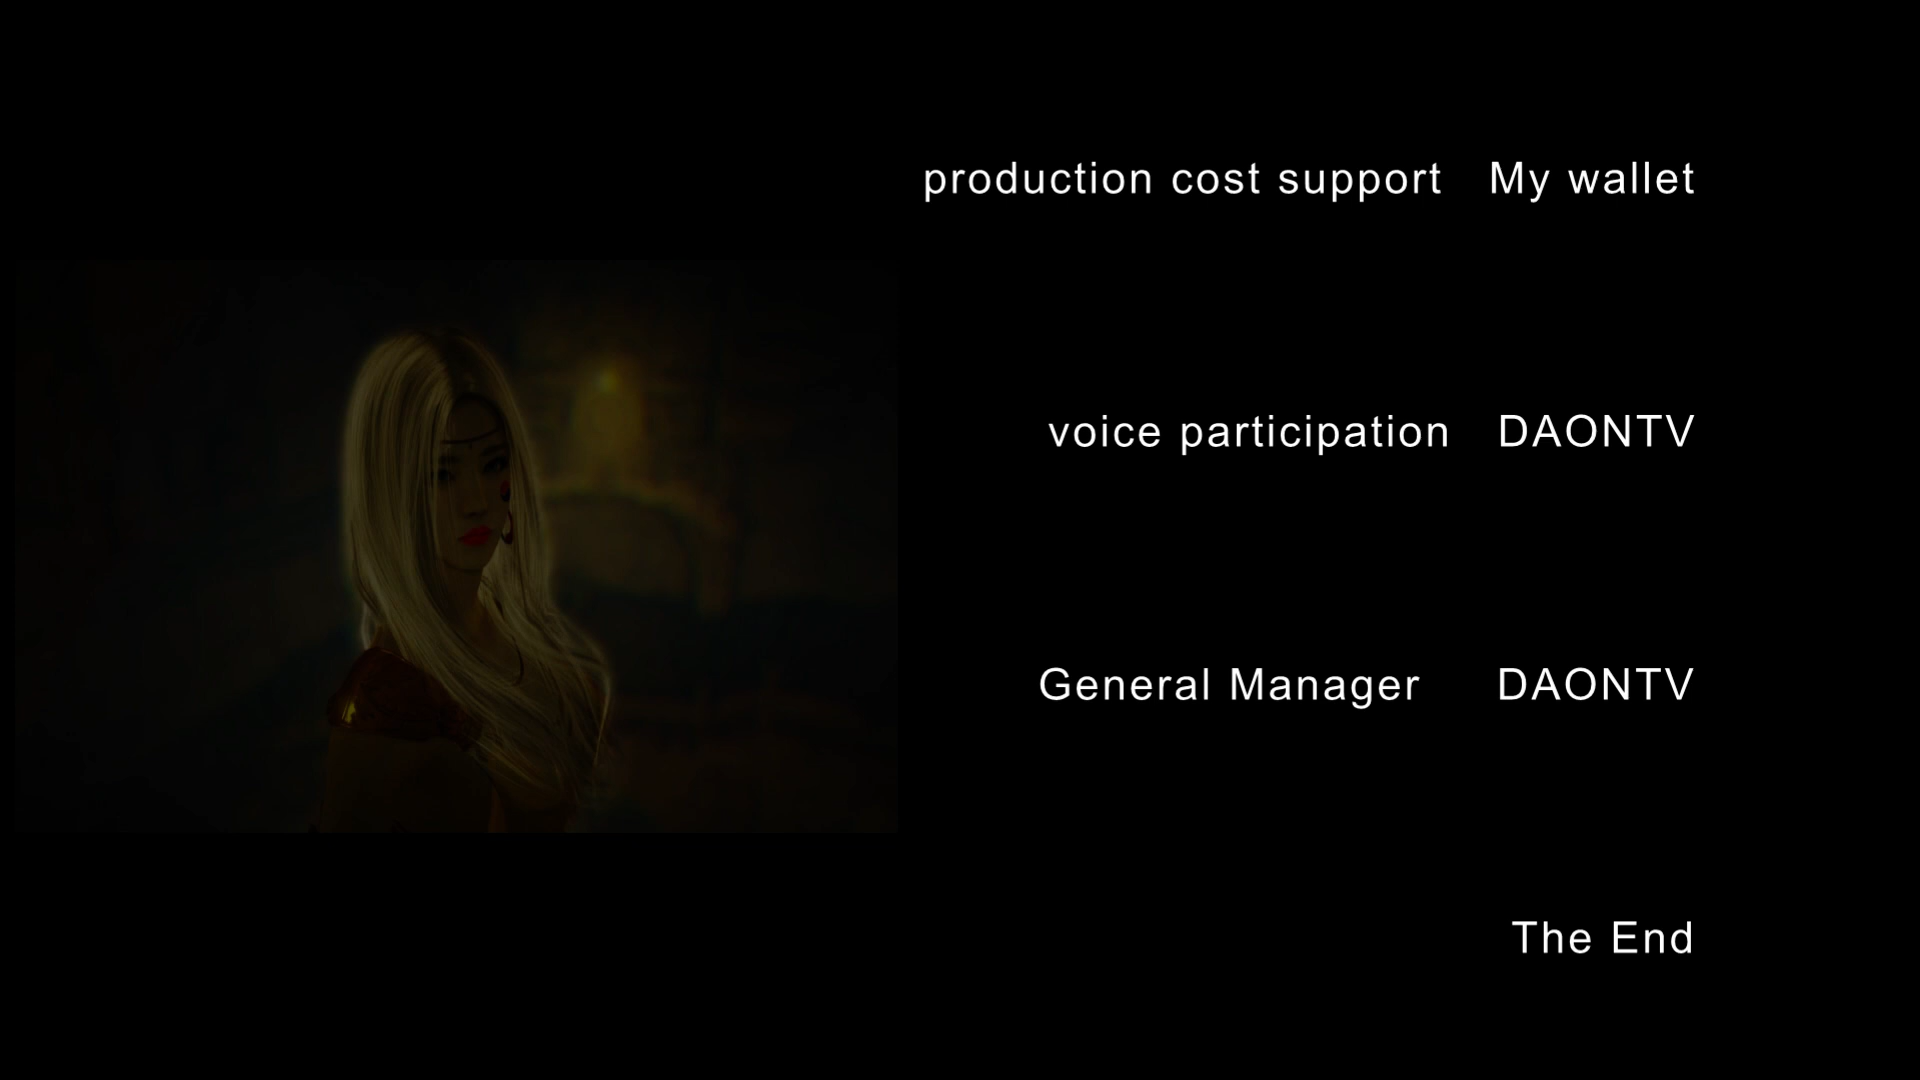 production cost support My wallet
voice participation DAONTV
General Manager DAONTV
The End